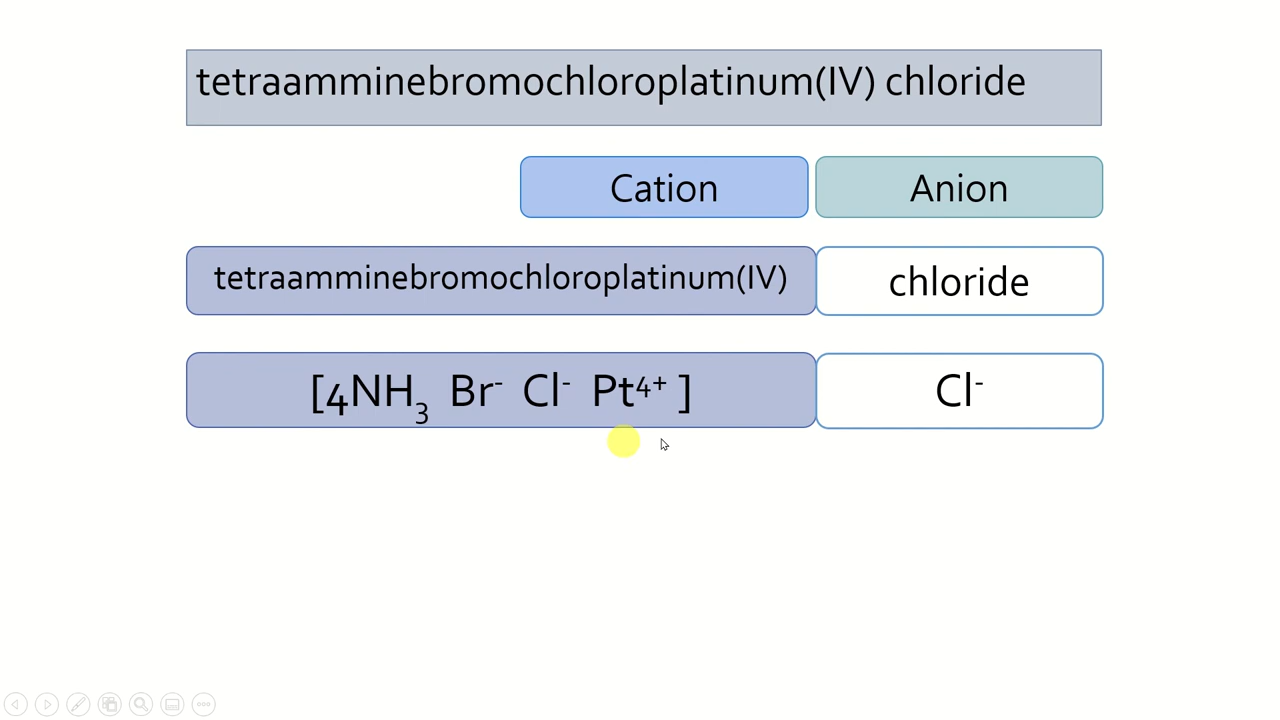 tetraamminebromochloroplatinum(IV) chloride
Cation Anion
tetraamminebromochloroplatinum(IV) chloride
[4NH₃ Br⁻ Cl⁻ Pt⁴⁺ ] Cl⁻